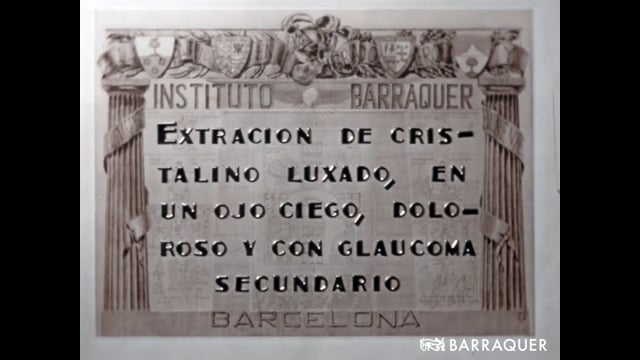 INSTITUTO BARRAQUER
EXTRACION DE CRIS-
TALINO LUXADO, EN
UN OJO CIEGO, DOLO-
ROSO Y CON GLAUCOMA
SECUNDARIO
BARCELONA
BARRAQUER